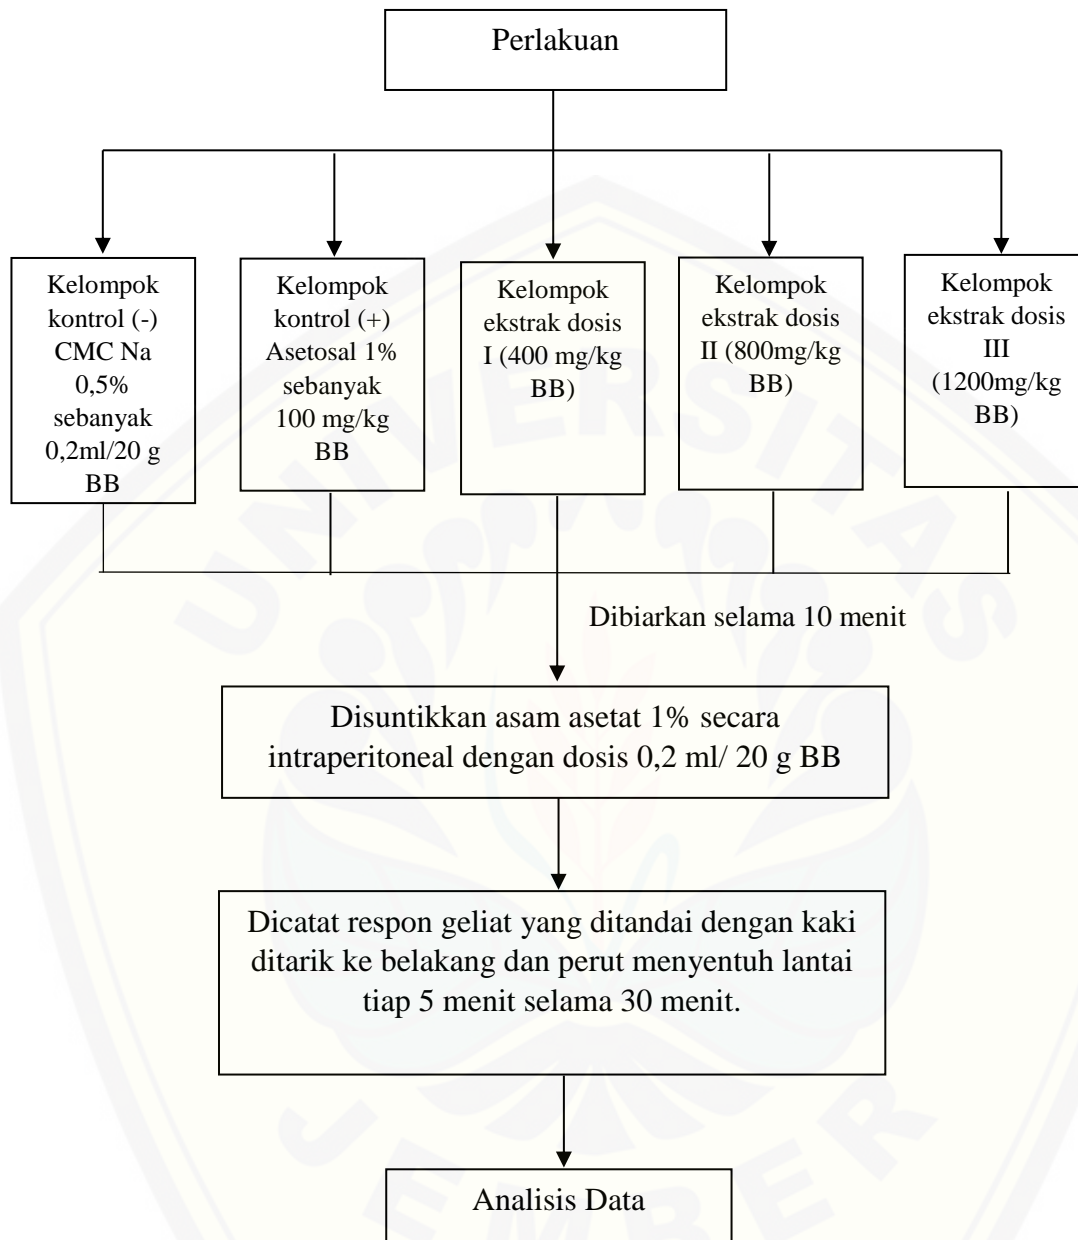 Perlakuan
Kelompok
kontrol (-)
CMC Na
0,5%
sebanyak
0,2ml/20 g
BB
Kelompok
kontrol (+)
Asetosal 1%
sebanyak
100 mg/kg
BB
Kelompok
ekstrak dosis
I (400 mg/kg
BB)
Kelompok
ekstrak dosis
II (800mg/kg
BB)
Kelompok
ekstrak dosis
III
(1200mg/kg
BB)
Dibiarkan selama 10 menit
Disuntikkan asam asetat 1% secara
intraperitoneal dengan dosis 0,2 ml/ 20 g BB
Dicatat respon geliat yang ditandai dengan kaki
ditarik ke belakang dan perut menyentuh lantai
tiap 5 menit selama 30 menit.
Analisis Data
UNIVERSITAS
JEMBER